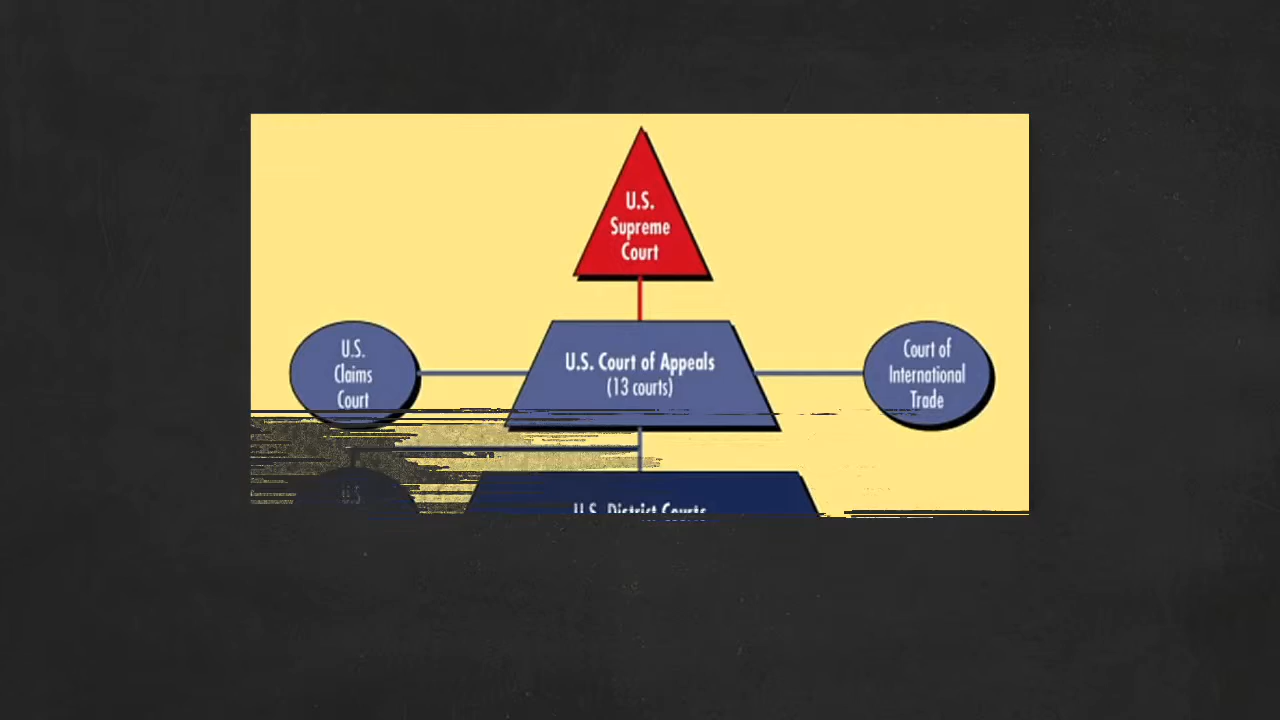 U.S.
Supreme
Court
U.S.
Claims
Court
U.S. Court of Appeals
(13 courts)
Court of
International
Trade
U.S.
U.S. District Courts